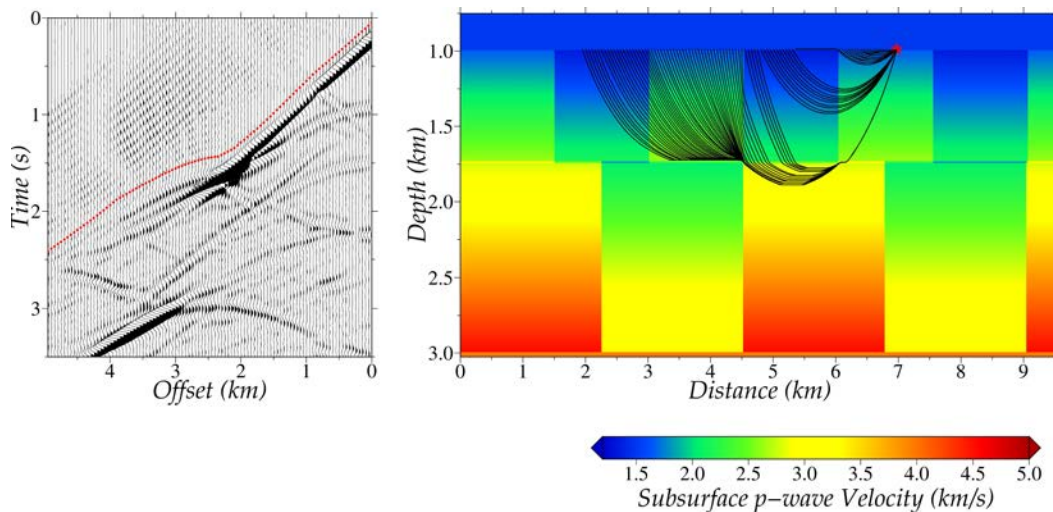 0
1
2
3
Time (s)
4 3 2 1 0
Offset (km)
1.0
1.5
2.0
2.5
3.0
Depth (km)
0 1 2 3 4 5 6 7 8 9
Distance (km)
1.5 2.0 2.5 3.0 3.5 4.0 4.5 5.0
Subsurface p-wave Velocity (km/s)